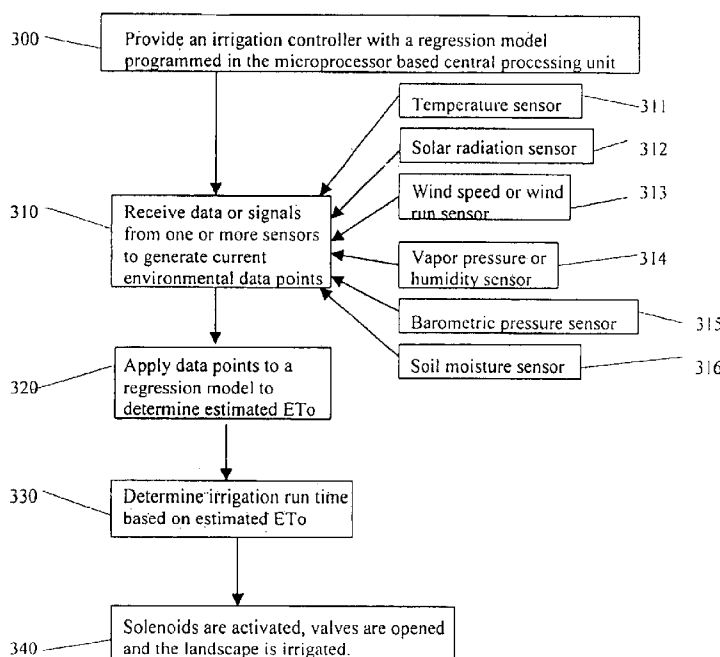 300
Provide an irrigation controller with a regression model
programmed in the microprocessor based central processing unit
Temperature sensor
311
Solar radiation sensor
312
Wind speed or wind
run sensor
313
310
Receive data or signals
from one or more sensors
to generate current
environmental data points
Vapor pressure or
humidity sensor
314
Barometric pressure sensor
315
Soil moisture sensor
316
320
Apply data points to a
regression model to
determine estimated ETo
330
Determine irrigation run time
based on estimated ETo
340
Solenoids are activated, valves are opened
and the landscape is irrigated.